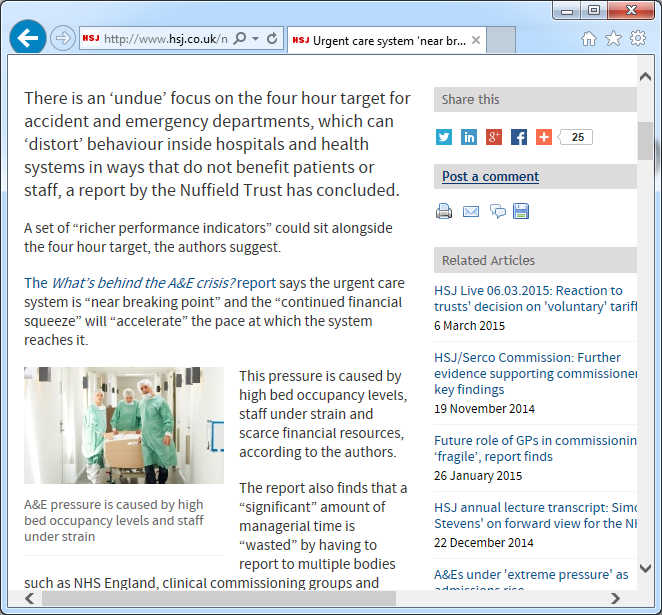 HSJ http://www.hsj.co.uk/n
HSJ Urgent care system 'near br...
There is an ‘undue’ focus on the four hour target for
accident and emergency departments, which can
‘distort’ behaviour inside hospitals and health
systems in ways that do not benefit patients or
staff, a report by the Nuffield Trust has concluded.
A set of “richer performance indicators” could sit alongside
the four hour target, the authors suggest.
The What’s behind the A&E crisis? report says the urgent care
system is “near breaking point” and the “continued financial
squeeze” will “accelerate” the pace at which the system
reaches it.
This pressure is caused by
high bed occupancy levels,
staff under strain and
scarce financial resources,
according to the authors.
A&E pressure is caused by high
bed occupancy levels and staff
under strain
The report also finds that a
“significant” amount of
managerial time is
“wasted” by having to
report to multiple bodies
such as NHS England, clinical commissioning groups and
Share this
25
Post a comment
Related Articles
HSJ Live 06.03.2015: Reaction to
trusts' decision on 'voluntary' tariff
6 March 2015
HSJ/Serco Commission: Further
evidence supporting commissioner
key findings
19 November 2014
Future role of GPs in commissionin
‘fragile’, report finds
26 January 2015
HSJ annual lecture transcript: Simo
Stevens' on forward view for the NH
22 December 2014
A&Es under 'extreme pressure' as
admissions rise